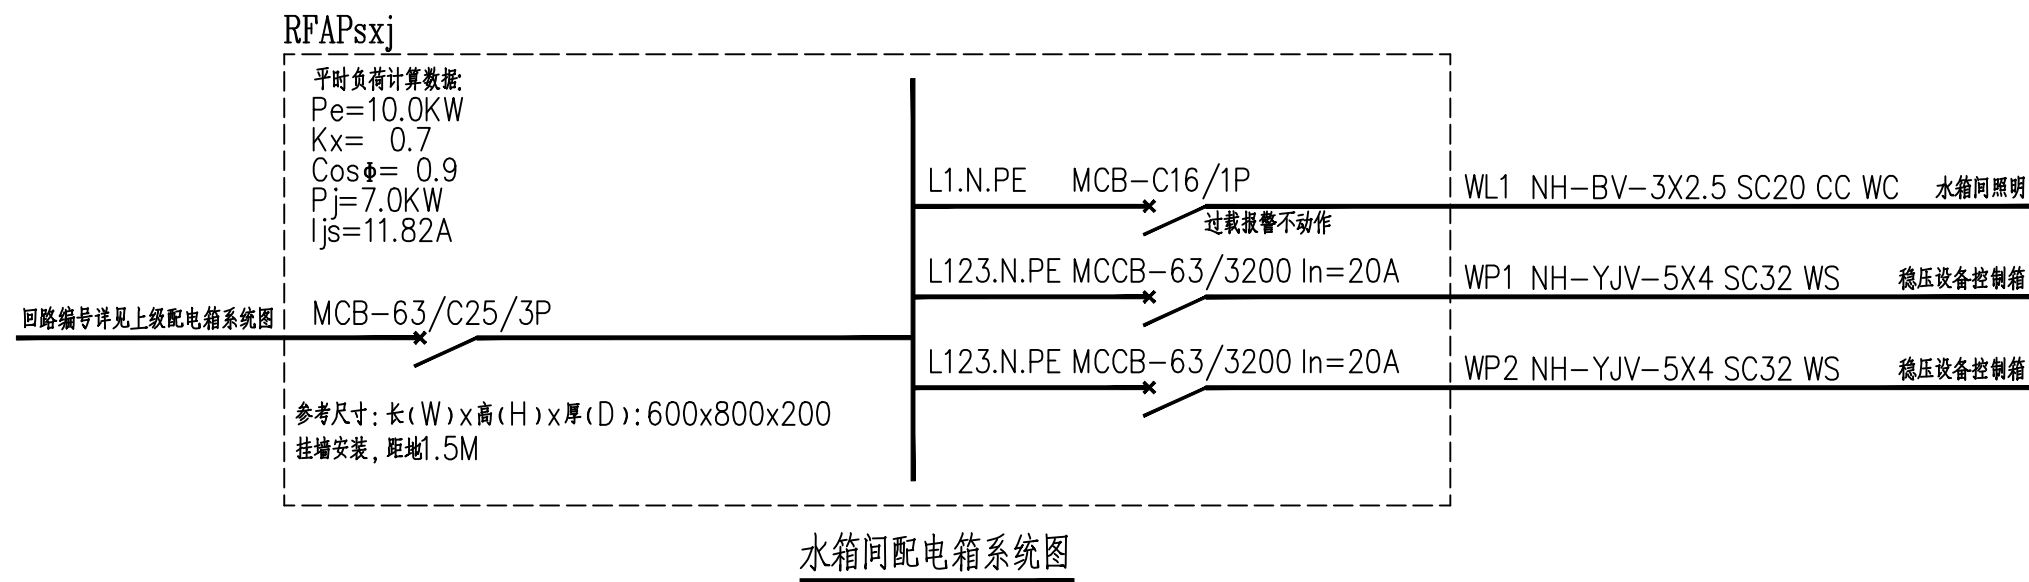 RFAPsxj
平时负荷计算数据:
Pe=10.0KW
Kx= 0.7
CosΦ= 0.9
Pj=7.0KW
Ijs=11.82A
L1.N.PE MCB-C16/1P WL1 NH-BV-3X2.5 SC20 CC WC 水箱间照明
过载报警不动作
L123.N.PE MCCB-63/3200 In=20A WP1 NH-YJV-5X4 SC32 WS 稳压设备控制箱
回路编号详见上级配电箱系统图 MCB-63/C25/3P
L123.N.PE MCCB-63/3200 In=20A WP2 NH-YJV-5X4 SC32 WS 稳压设备控制箱
参考尺寸:长(W)x高(H)x厚(D):600x800x200
挂墙安装,距地1.5M
水箱间配电箱系统图